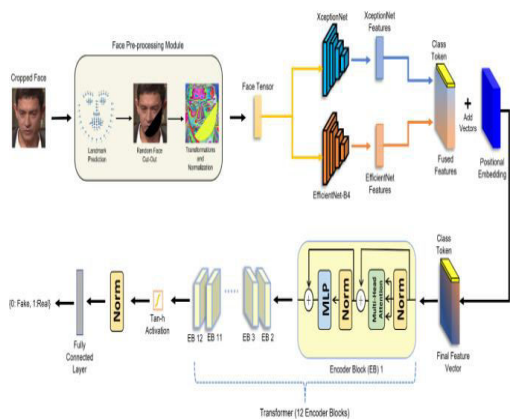 Face Pre-processing Module
Cropped Face
Landmark
Prediction
Random Face
Cut-Out
Transformations
and
Normalization
Face Tensor
XceptionNet
XceptionNet
Features
EfficientNet-B4
EfficientNet
Features
Class
Token
Fused
Features
+
Add
Vectors
Positional
Embedding
{0: Fake, 1:Real}
Fully
Connected
Layer
Norm
Tan-h
Activation
EB 12
EB 11
EB 3
EB 2
MLP
Norm
Multi-Head
Attention
Norm
Encoder Block (EB) 1
Class
Token
Final Feature
Vector
Transformer (12 Encoder Blocks)